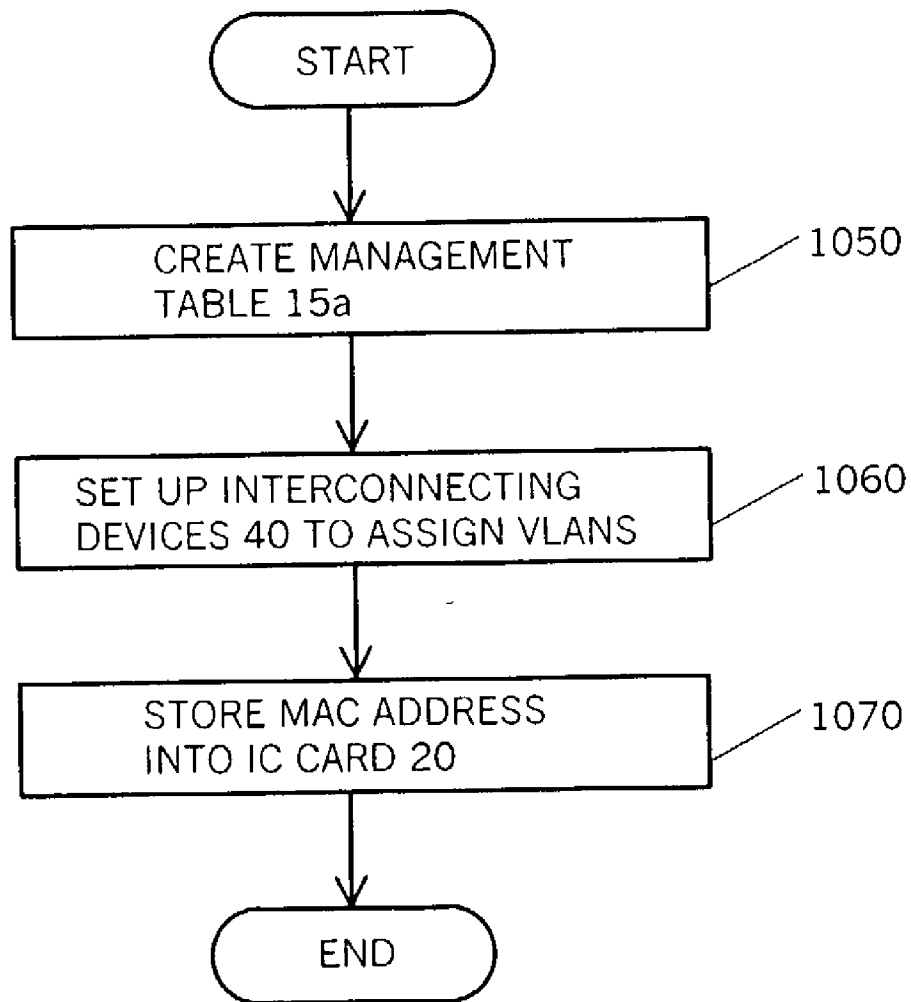 START
CREATE MANAGEMENT
TABLE 15a
1050
SET UP INTERCONNECTING
DEVICES 40 TO ASSIGN VLANS
1060
STORE MAC ADDRESS
INTO IC CARD 20
1070
END